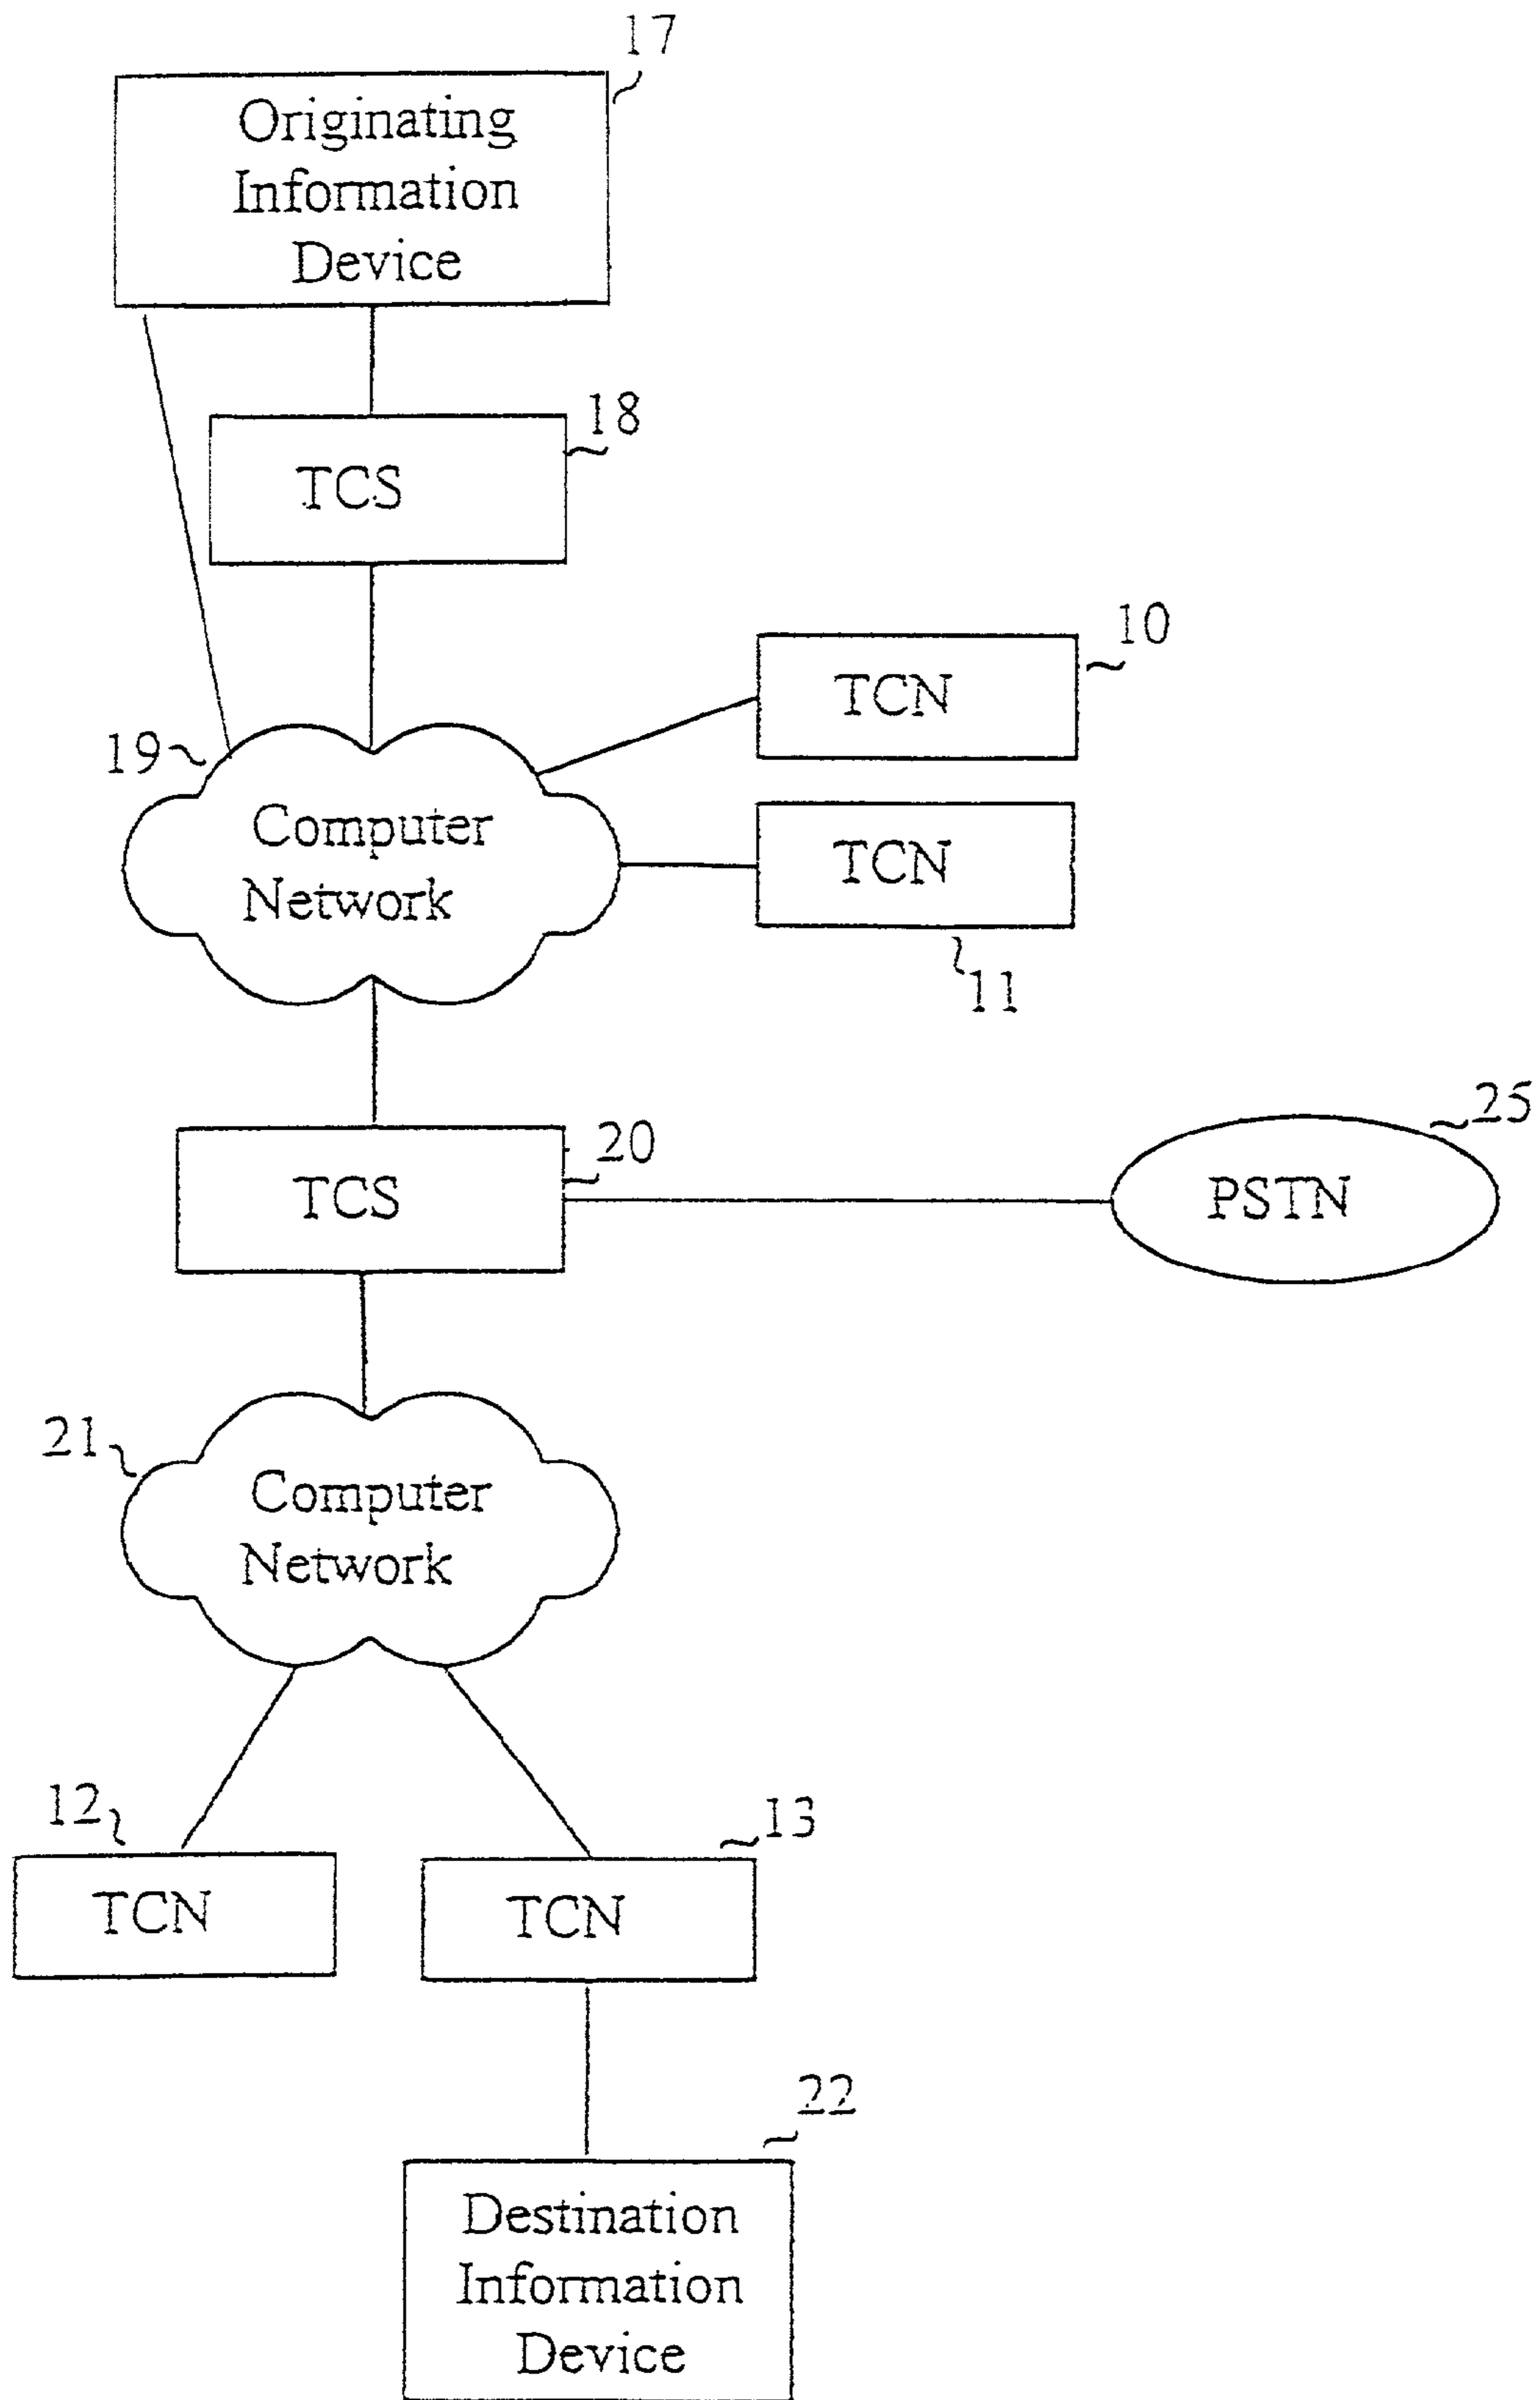 17
Originating
Information
Device
18
TCS
10
TCN
19
Computer
Network
TCN
11
20
TCS
25
PSTN
21
Computer
Network
12
TCN
13
TCN
22
Destination
Information
Device